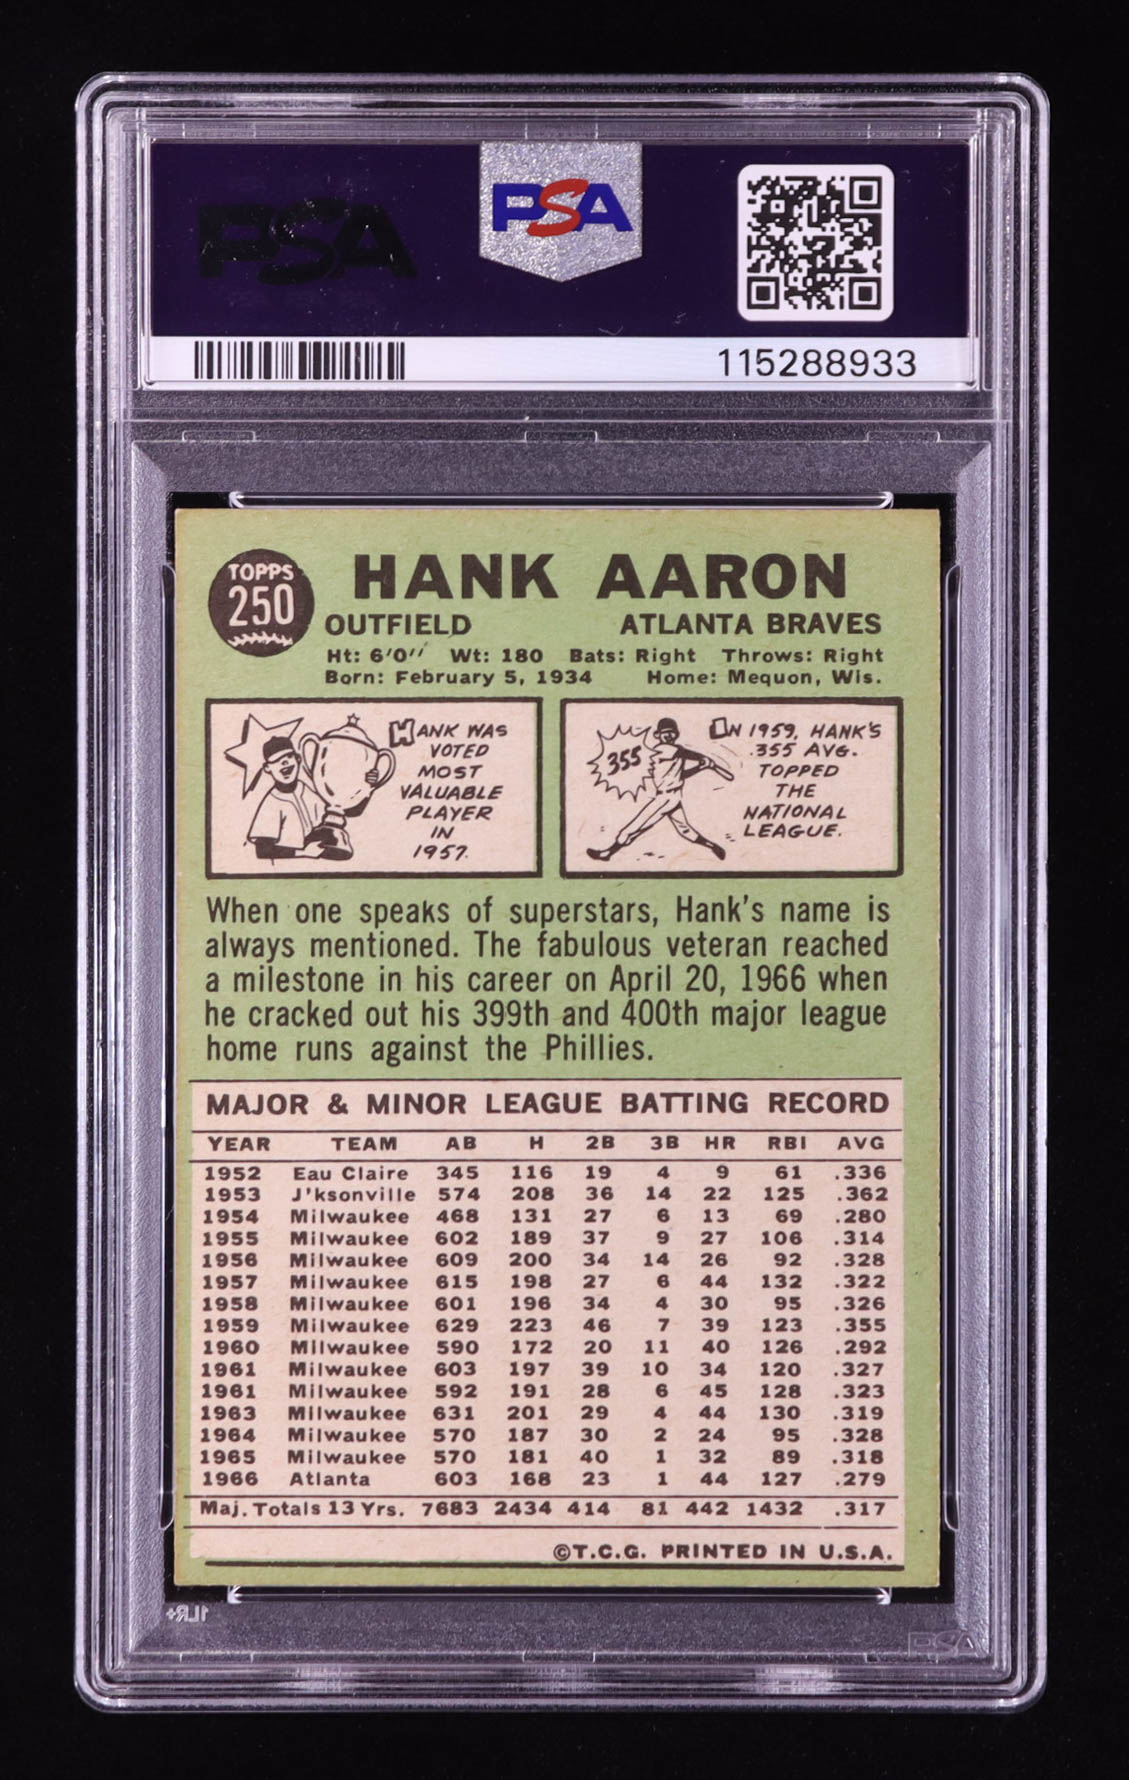 PSA
PSA
115288933
TOPPS
250
HANK AARON
OUTFIELD ATLANTA BRAVES
Ht: 6'0" Wt: 180 Bats: Right Throws: Right
Born: February 5, 1934 Home: Mequon, Wis.
HANK WAS
VOTED
MOST
VALUABLE
PLAYER
IN
1957.
355
IN 1959, HANK'S
.355 AVG.
TOPPED
THE
NATIONAL
LEAGUE.
When one speaks of superstars, Hank's name is
always mentioned. The fabulous veteran reached
a milestone in his career on April 20, 1966 when
he cracked out his 399th and 400th major league
home runs against the Phillies.
MAJOR & MINOR LEAGUE BATTING RECORD
YEAR TEAM AB H 2B 3B HR RBI AVG
1952 Eau Claire 345 116 19 4 9 61 .336
1953 J'ksonville 574 208 36 14 22 125 .362
1954 Milwaukee 468 131 27 6 13 69 .280
1955 Milwaukee 602 189 37 9 27 106 .314
1956 Milwaukee 609 200 34 14 26 92 .328
1957 Milwaukee 615 198 27 6 44 132 .322
1958 Milwaukee 601 196 34 4 30 95 .326
1959 Milwaukee 629 223 46 7 39 123 .355
1960 Milwaukee 590 172 20 11 40 126 .292
1961 Milwaukee 603 197 39 10 34 120 .327
1961 Milwaukee 592 191 28 6 45 128 .323
1963 Milwaukee 631 201 29 4 44 130 .319
1964 Milwaukee 570 187 30 2 24 95 .328
1965 Milwaukee 570 181 40 1 32 89 .318
1966 Atlanta 603 168 23 1 44 127 .279
Maj. Totals 13 Yrs. 7683 2434 414 81 442 1432 .317
©T.C.G. PRINTED IN U.S.A.
1LR+
PSA